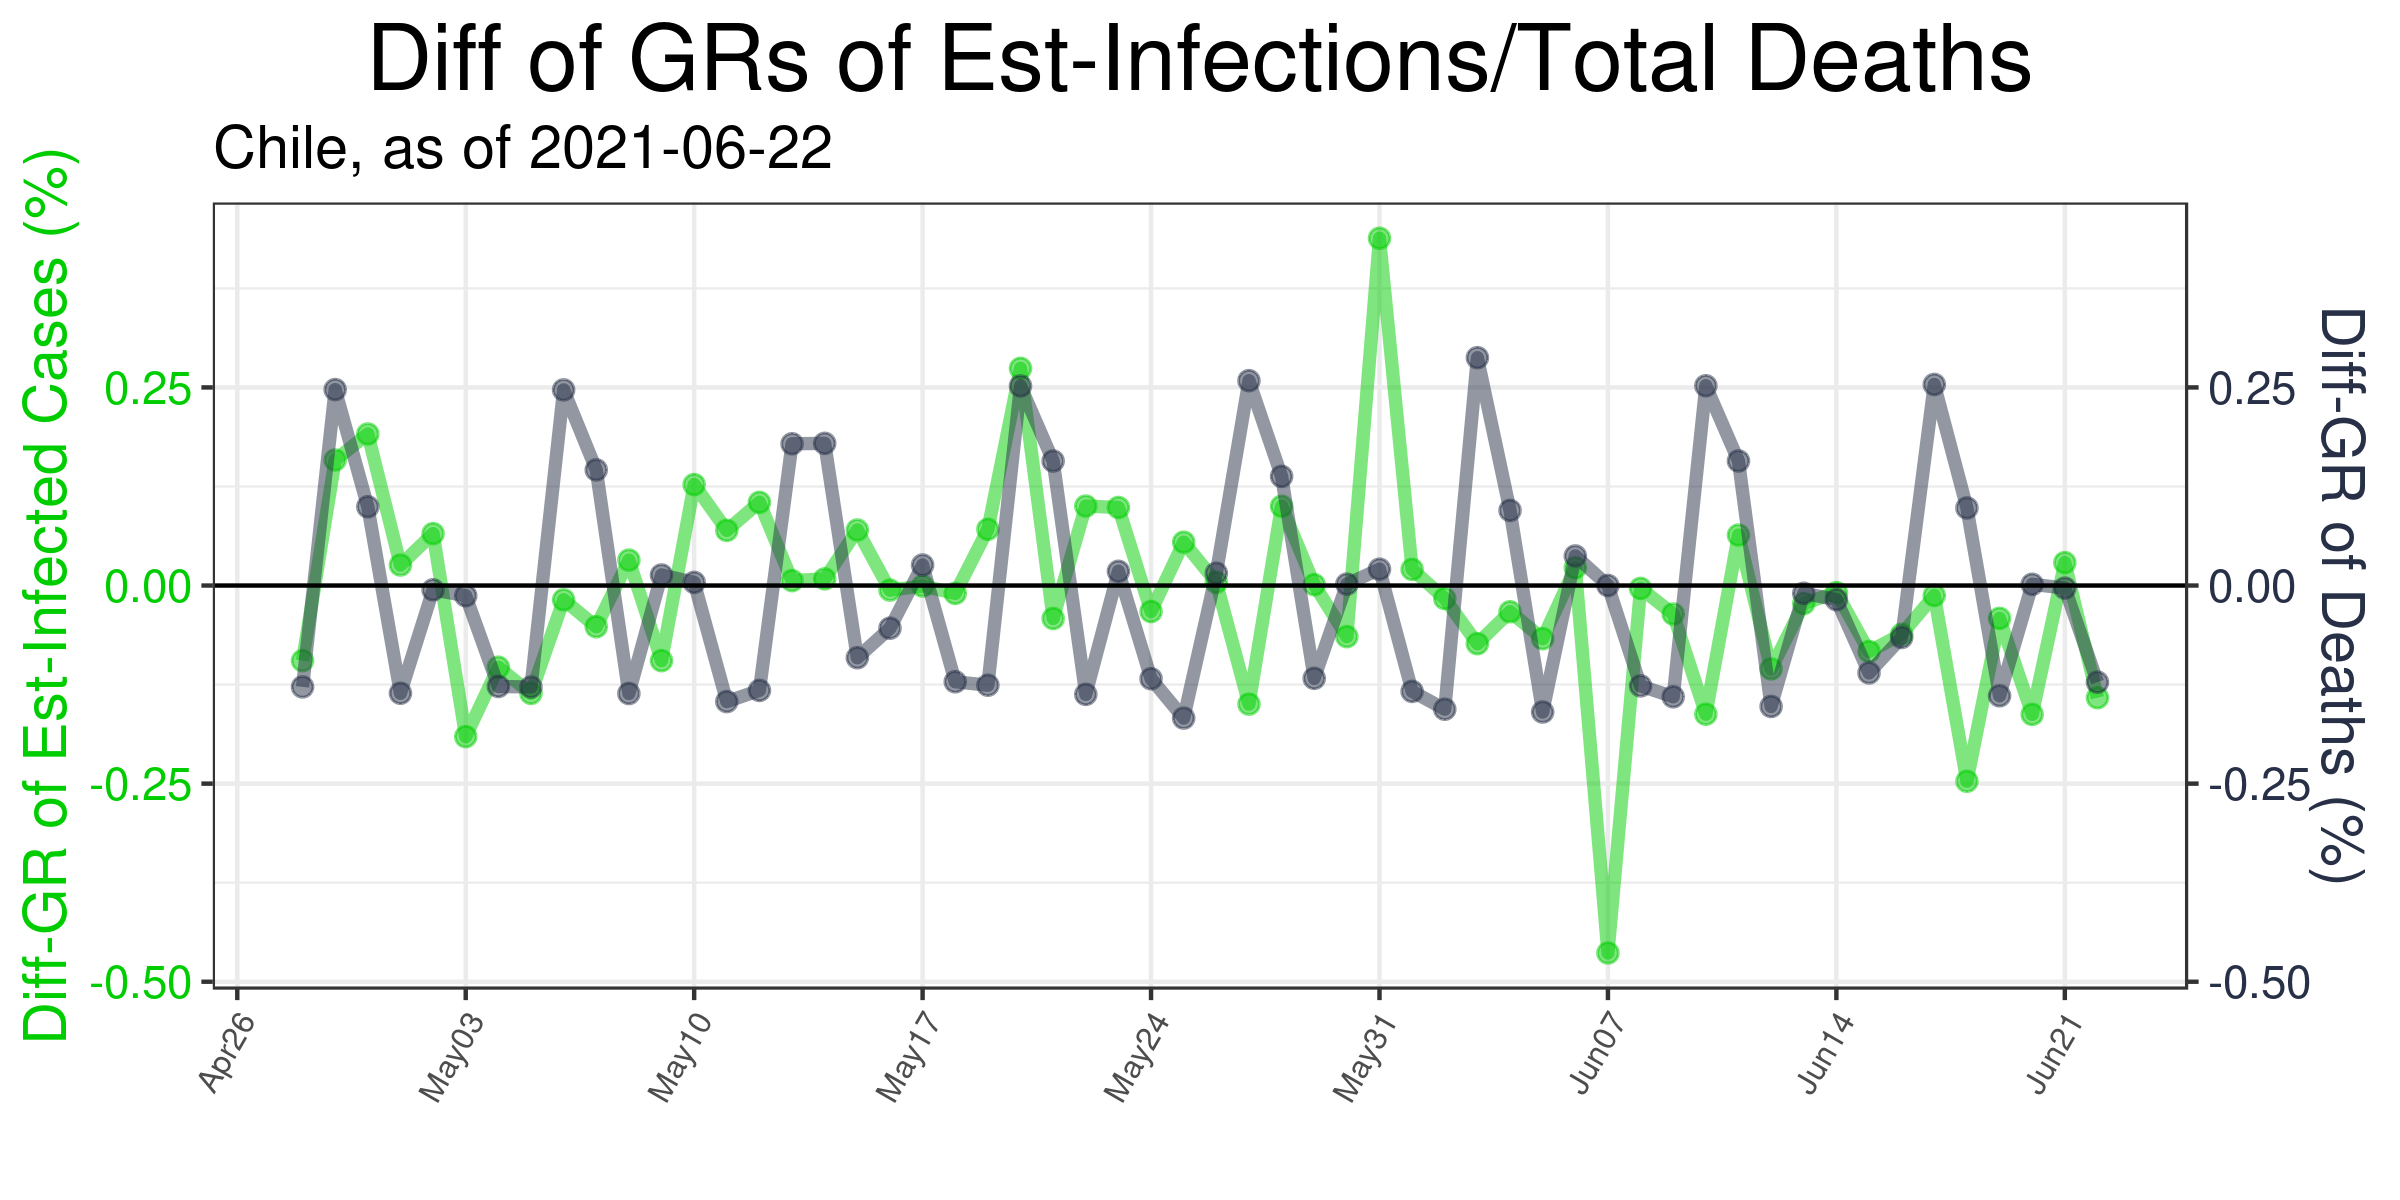 Diff of GRs of Est-Infections/Total Deaths
Chile, as of 2021-06-22
Diff-GR of Est-Infected Cases (%)
0.25
0.00
-0.25
-0.50
0.25
0.00
-0.25
-0.50
Diff-GR of Deaths (%)
Apr26
May03
May10
May17
May24
May31
Jun07
Jun14
Jun21